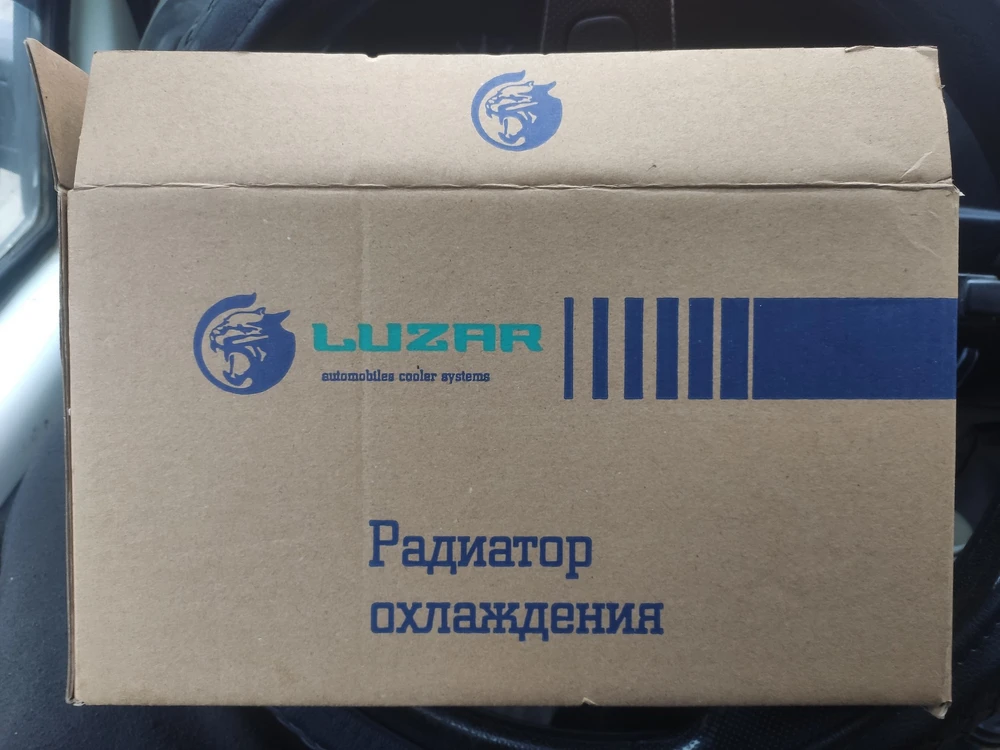 LUZAR
automobiles cooler systems
Радиатор
охлаждения